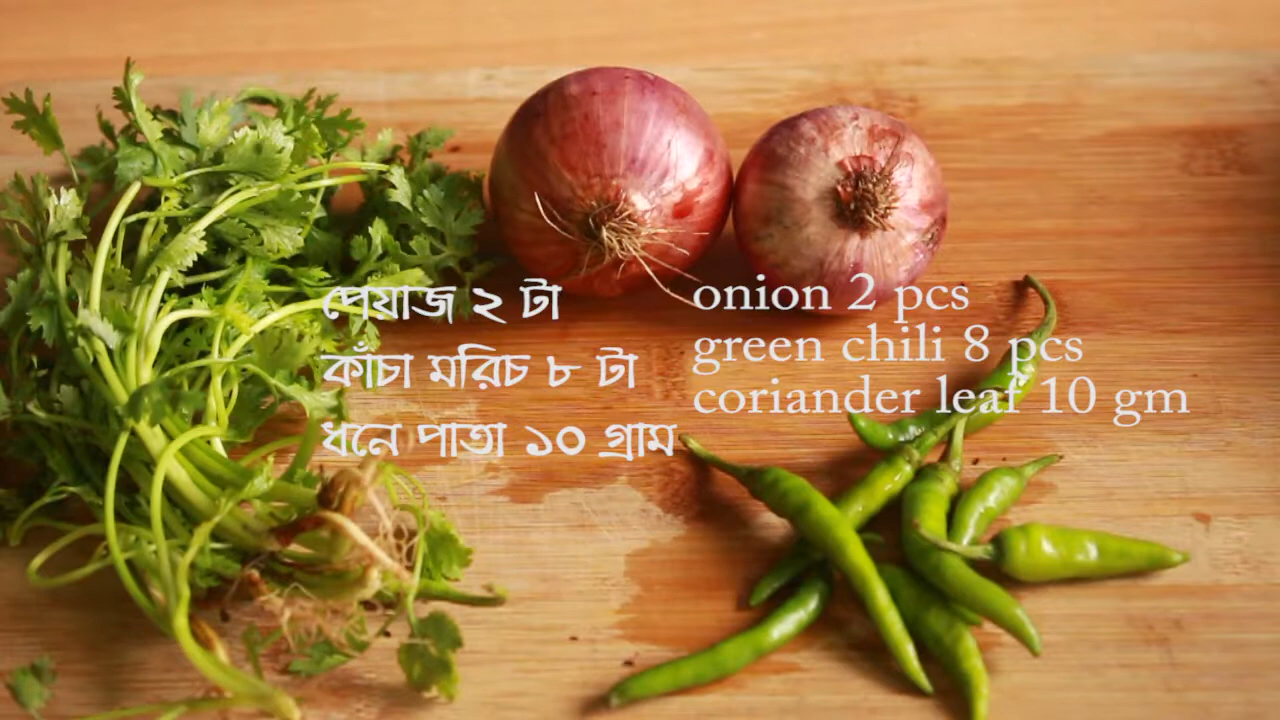 পেয়াজ ২ টা
কাঁচা মরিচ ৮ টা
ধনে পাতা ১০ গ্রাম
onion 2 pcs
green chili 8 pcs
coriander leaf 10 gm